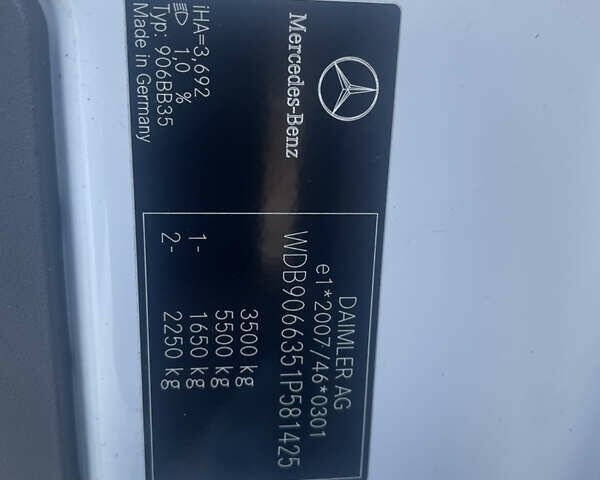 Mercedes-Benz
DAIMLER AG
e1*2007/46*0301
WDB9066351P581425
3500 kg
5500 kg
1- 1650 kg
2- 2250 kg
iHA=3,692
1,0 %
Typ: 906BB35
Made in Germany